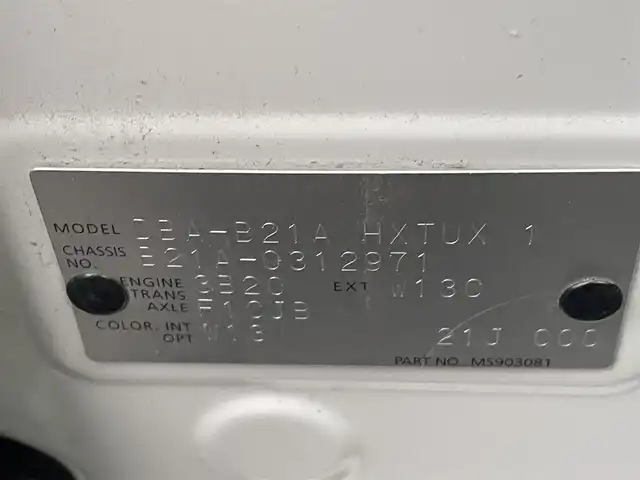 MODEL DBA-B21A HXTUX 1
CHASSIS NO. B21A-0312971
ENGINE 3B20 EXT W13C
TRANS AXLE F1CJB
COLOR, INT OPT W13 21J 000
PART NO. MS903081